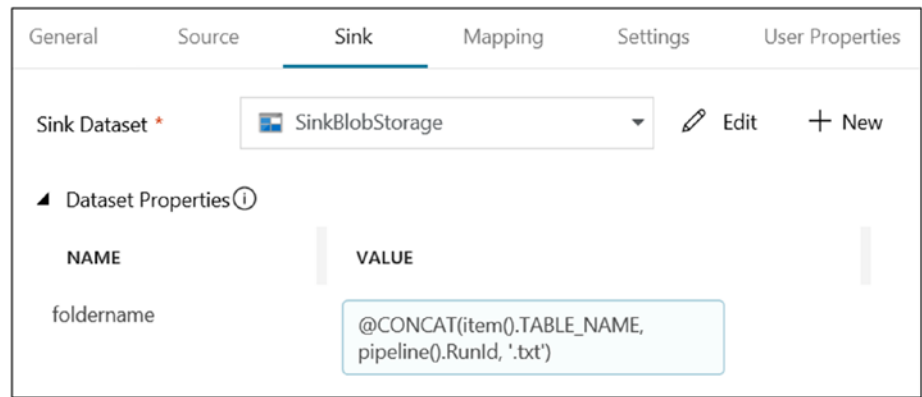 General Source Sink Mapping Settings User Properties
Sink Dataset * SinkBlobStorage Edit + New
Dataset Properties
NAME VALUE
foldername @CONCAT(item().TABLE_NAME,
pipeline().RunId, '.txt')